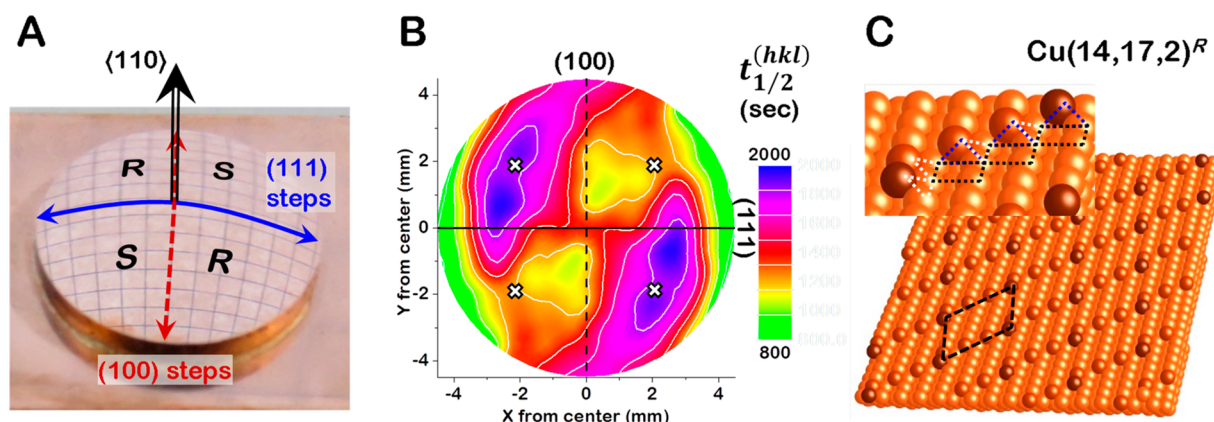 A
⟨110⟩
R
S
(111)
steps
S
R
(100) steps
B
(100)
t_{1/2}^{(hkl)}
(sec)
4
2
0
-2
-4
Y from center (mm)
-4
-2
0
2
4
X from center (mm)
(111)
2000
800
2000
1800
1600
1400
1200
1000
800.0
C
Cu(14,17,2)^R